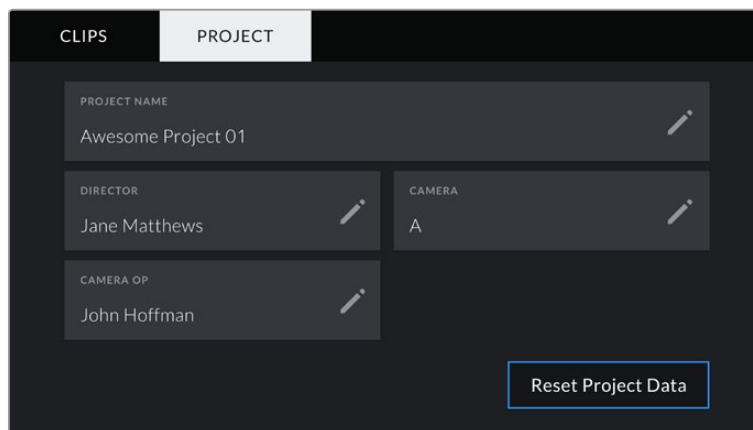 CLIPS PROJECT
PROJECT NAME
Awesome Project 01
DIRECTOR
Jane Matthews
CAMERA
A
CAMERA OP
John Hoffman
Reset Project Data